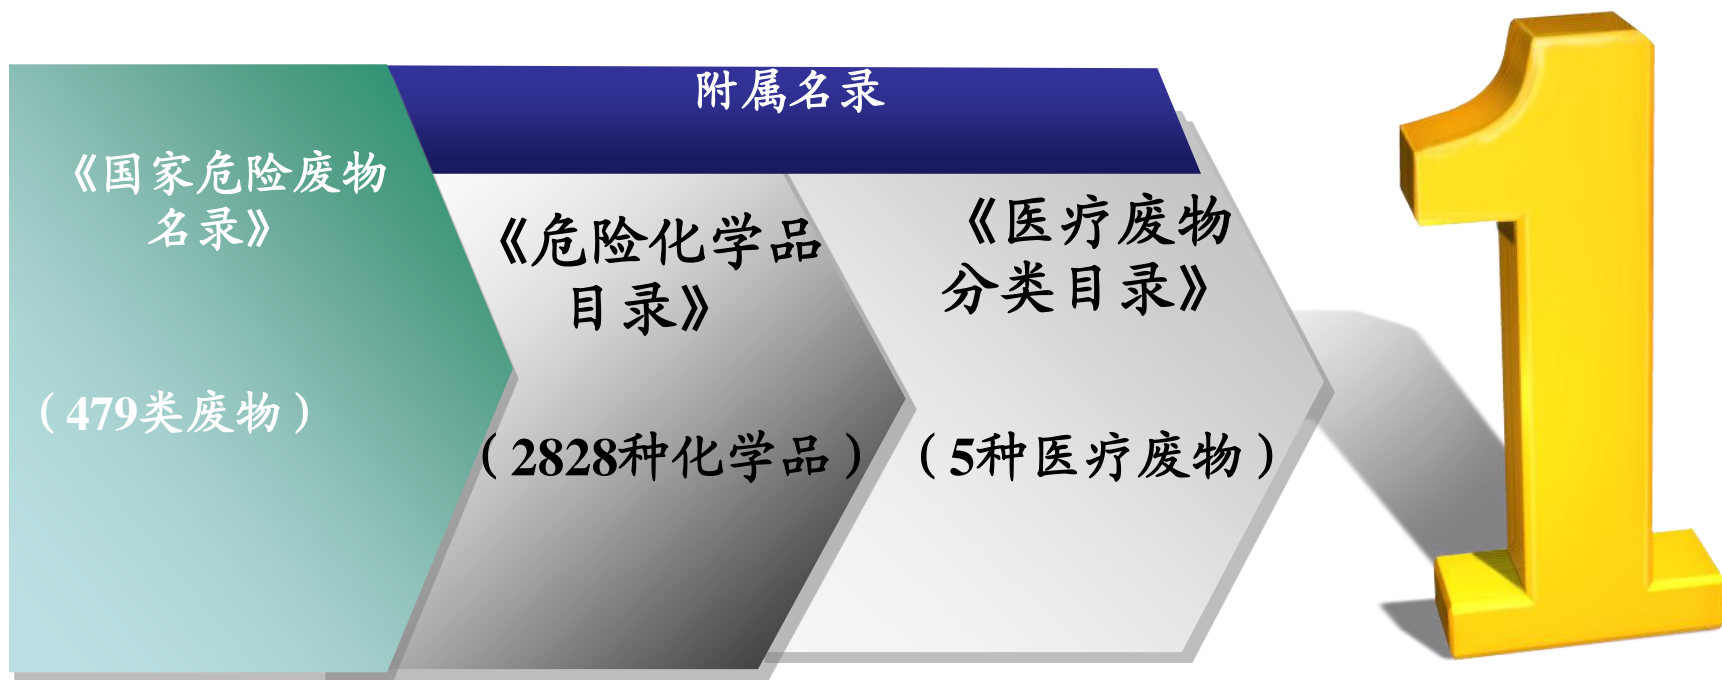 附属名录
《国家危险废物
名录》
（479类废物）
《危险化学品
目录》
（2828种化学品）
《医疗废物
分类目录》
（5种医疗废物）
1